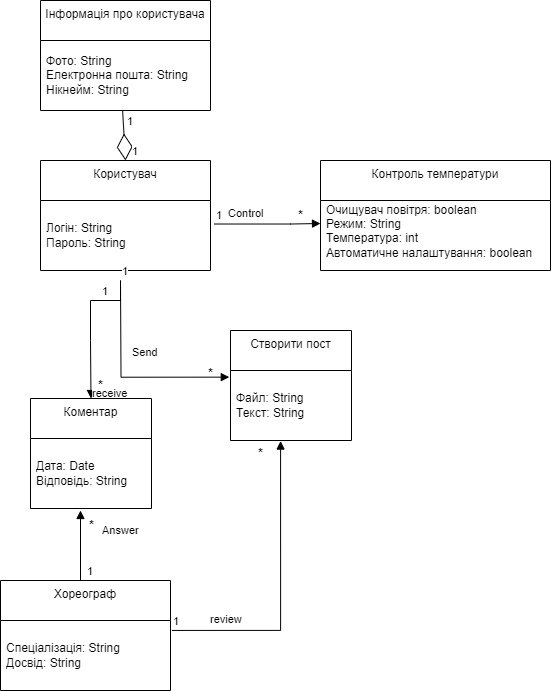 Інформація про користувача
Фото: String
Електронна пошта: String
Нікнейм: String
1
1
Користувач
Логін: String
Пароль: String
1
Control
*
Контроль температури
Очищувач повітря: boolean
Режим: String
Температура: int
Автоматичне налаштування: boolean
1
1
Send
*
Створити пост
Файл: String
Текст: String
*
receive
Коментар
Дата: Date
Відповідь: String
*
*
Answer
1
Хореограф
Спеціалізація: String
Досвід: String
1
review